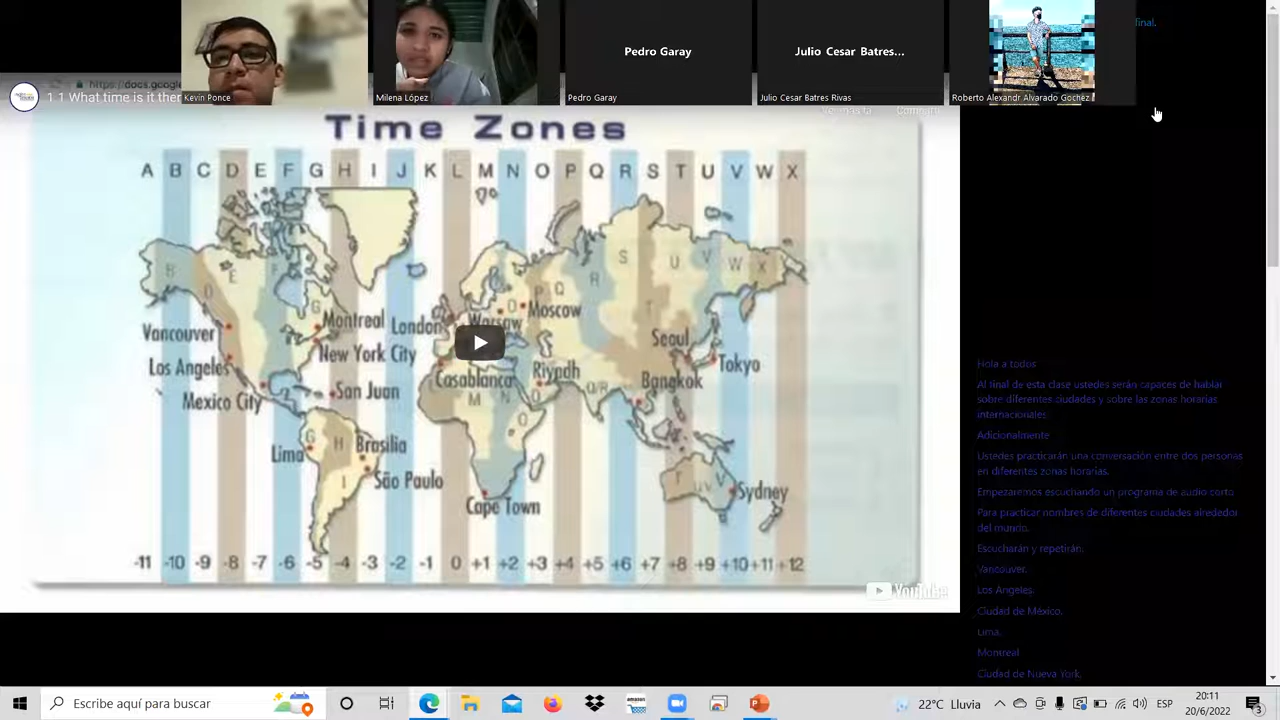 Pedro Garay
Julio Cesar Batres...
final.
Kevin Ponce
Milena López
Pedro Garay
Julio Cesar Batres Rivas
Roberto Alexandr Alvarado Gochez
https://docs.google
1 1 What time is it ther
Compartir
Time Zones
A B C D E F G H I J K L M N O P Q R S T U V W X
B D E F G P Q R S T U V W X
Vancouver
Montreal
London
Warsaw
Moscow
Los Angeles
New York City
Seoul
Tokyo
Mexico City
San Juan
Casablanca
Riyadh
Bangkok
Lima
Brasilia
São Paulo
Cape Town
Sydney
-11 -10 -9 -8 -7 -6 -5 -4 -3 -2 -1 0 +1 +2 +3 +4 +5 +6 +7 +8 +9 +10 +11 +12
YouTube
Hola a todos
Al final de esta clase ustedes serán capaces de hablar
sobre diferentes ciudades y sobre las zonas horarias
internacionales.
Adicionalmente
Ustedes practicarán una conversación entre dos personas
en diferentes zonas horarias.
Empezaremos escuchando un programa de audio corto
Para practicar nombres de diferentes ciudades alrededor
del mundo.
Escucharán y repetirán.
Vancouver.
Los Angeles.
Ciudad de México.
Lima.
Montreal
Ciudad de Nueva York.
Escribe aquí para buscar
amazon
22°C Lluvia
ESP
20:11
20/6/2022
3